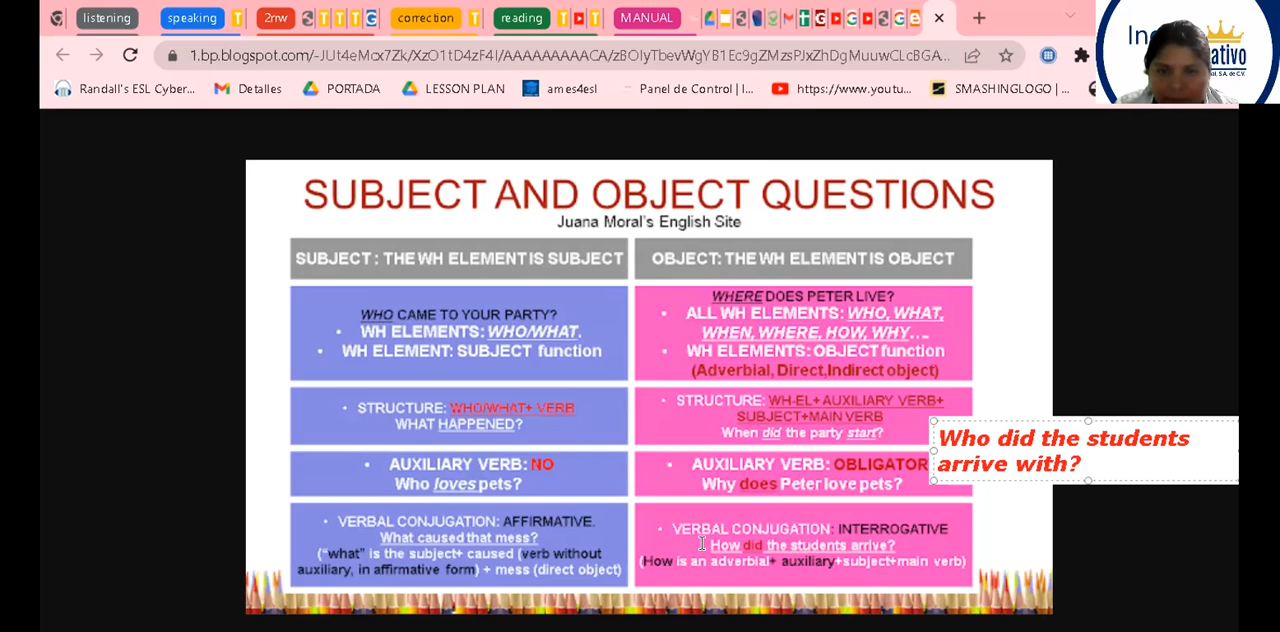 listening
speaking
2rrw
correction
reading
MANUAL
1.bp.blogspot.com/-JUt4eMox7Zk/XzO1tD4zF4I/AAAAAAAAACA/zBOIyTbevWgYB1Ec9gZMzsPJxZhDgMuuwCLcBGA...
Randall's ESL Cyber...
Detalles
PORTADA
LESSON PLAN
ames4esl
Panel de Control | I...
https://www.youtu...
SMASHINGLOGO | ...
SUBJECT AND OBJECT QUESTIONS
Juana Moral's English Site
SUBJECT : THE WH ELEMENT IS SUBJECT
WHO CAME TO YOUR PARTY?
• WH ELEMENTS: WHO/WHAT.
• WH ELEMENT: SUBJECT function
• STRUCTURE: WHO/WHAT+ VERB
WHAT HAPPENED?
• AUXILIARY VERB: NO
Who loves pets?
• VERBAL CONJUGATION: AFFIRMATIVE.
What caused that mess?
("what" is the subject+ caused (verb without
auxiliary, in affirmative form) + mess (direct object)
OBJECT: THE WH ELEMENT IS OBJECT
WHERE DOES PETER LIVE?
• ALL WH ELEMENTS: WHO, WHAT,
WHEN, WHERE, HOW, WHY....
• WH ELEMENTS: OBJECT function
(Adverbial, Direct,Indirect object)
• STRUCTURE: WH-EL+ AUXILIARY VERB+
SUBJECT+MAIN VERB
When did the party start?
• AUXILIARY VERB: OBLIGATOR
Why does Peter love pets?
• VERBAL CONJUGATION: INTERROGATIVE
How did the students arrive?
(How is an adverbial+ auxiliary+subject+main verb)
Who did the students
arrive with?